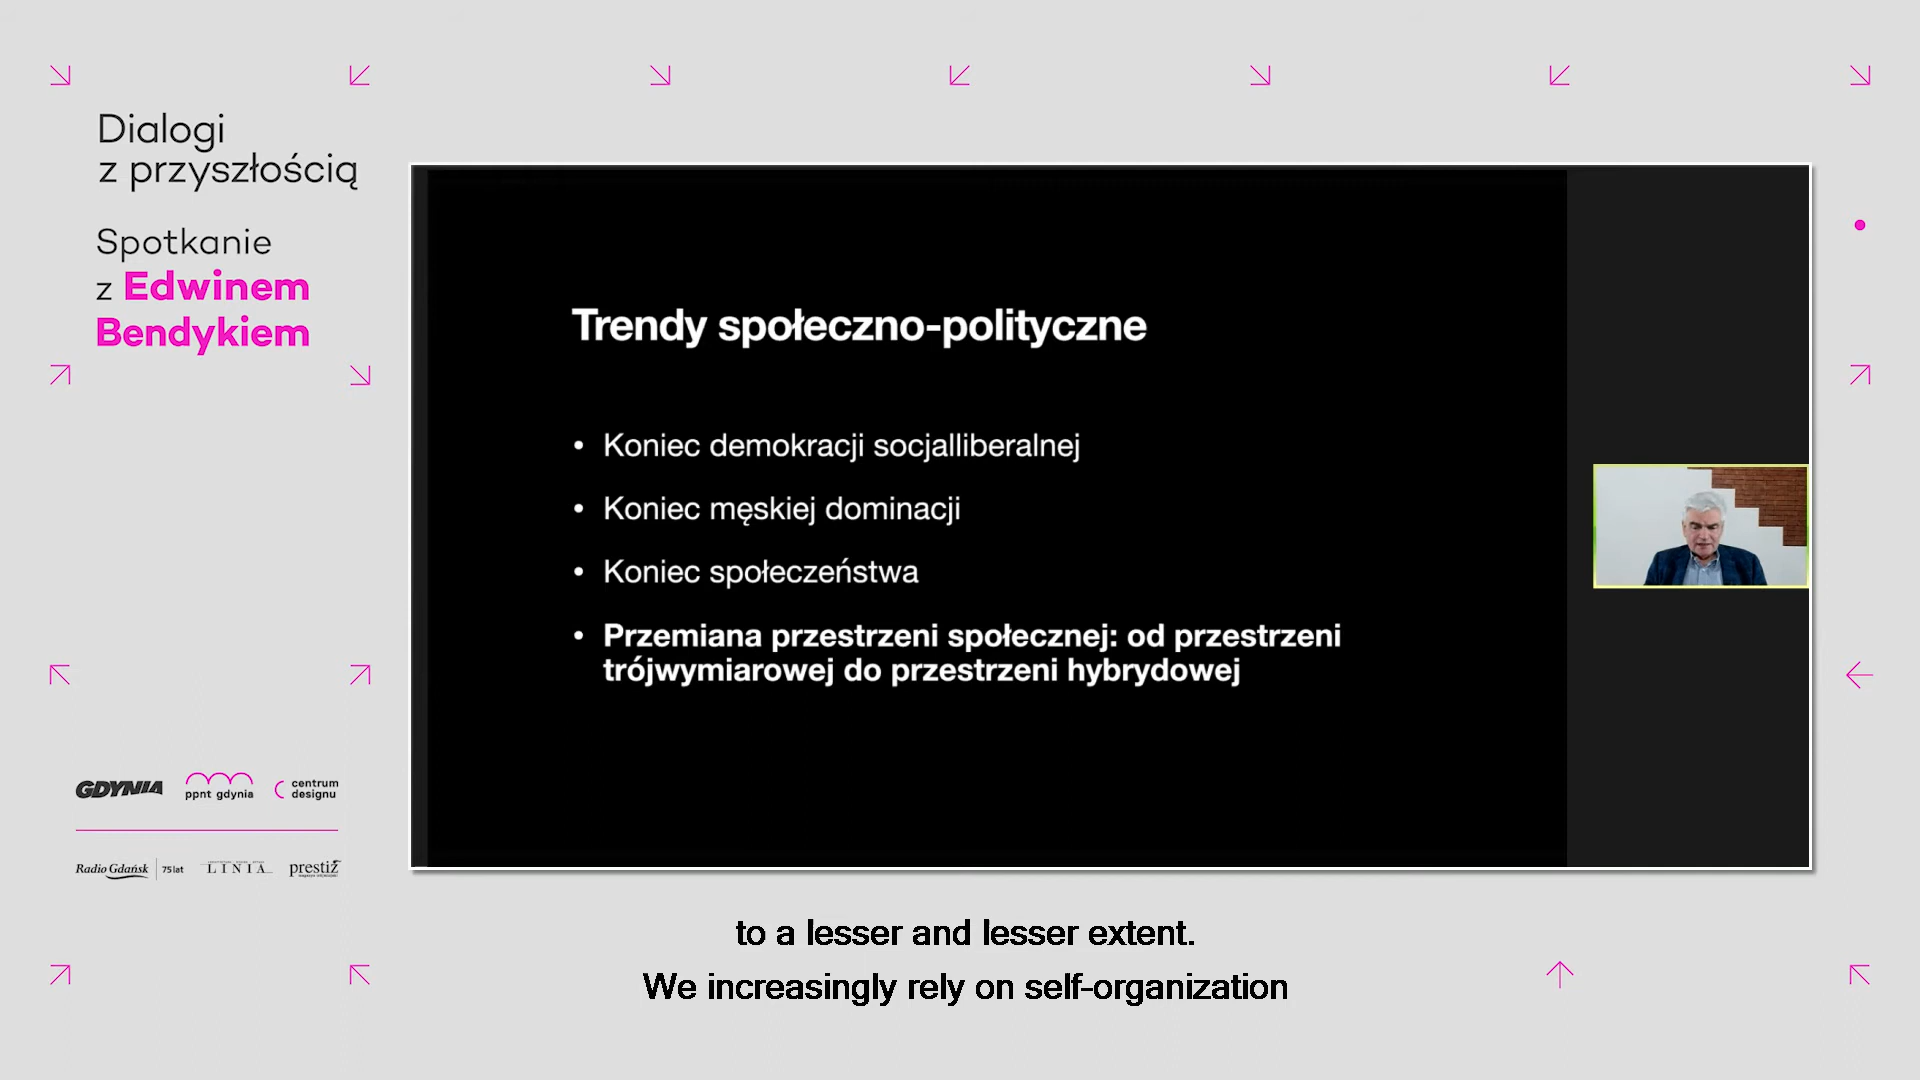 Dialogi
z przyszłością
Spotkanie
z Edwinem
Bendykiem
Trendy społeczno-polityczne
• Koniec demokracji socjalliberalnej
• Koniec męskiej dominacji
• Koniec społeczeństwa
• Przemiana przestrzeni społecznej: od przestrzeni
trójwymiarowej do przestrzeni hybrydowej
GDYNIA
ppnt gdynia
centrum
designu
Radio Gdańsk
75 lat
LINIA
prestiż
to a lesser and lesser extent.
We increasingly rely on self-organization